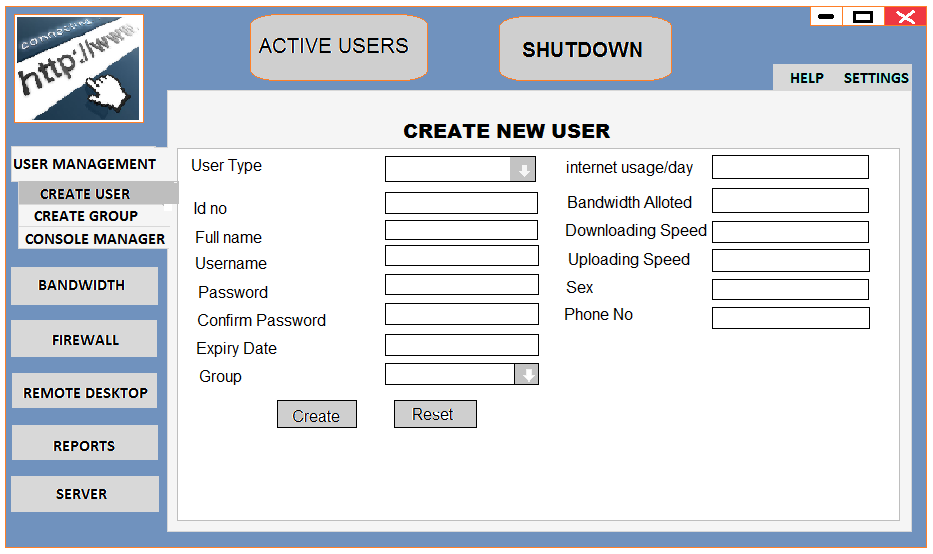 connecting
http://www.
ACTIVE USERS
SHUTDOWN
HELP SETTINGS
CREATE NEW USER
USER MANAGEMENT
CREATE USER
CREATE GROUP
CONSOLE MANAGER
BANDWIDTH
FIREWALL
REMOTE DESKTOP
REPORTS
SERVER
User Type
Id no
Full name
Username
Password
Confirm Password
Expiry Date
Group
internet usage/day
Bandwidth Alloted
Downloading Speed
Uploading Speed
Sex
Phone No
Create Reset